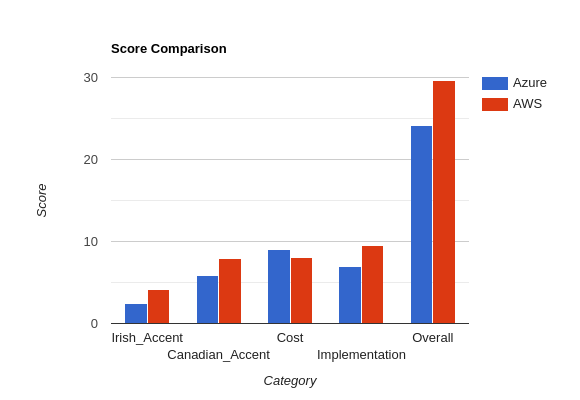 Score Comparison
30
20
10
0
Score
Irish_Accent
Canadian_Accent
Cost
Implementation
Overall
Category
Azure
AWS